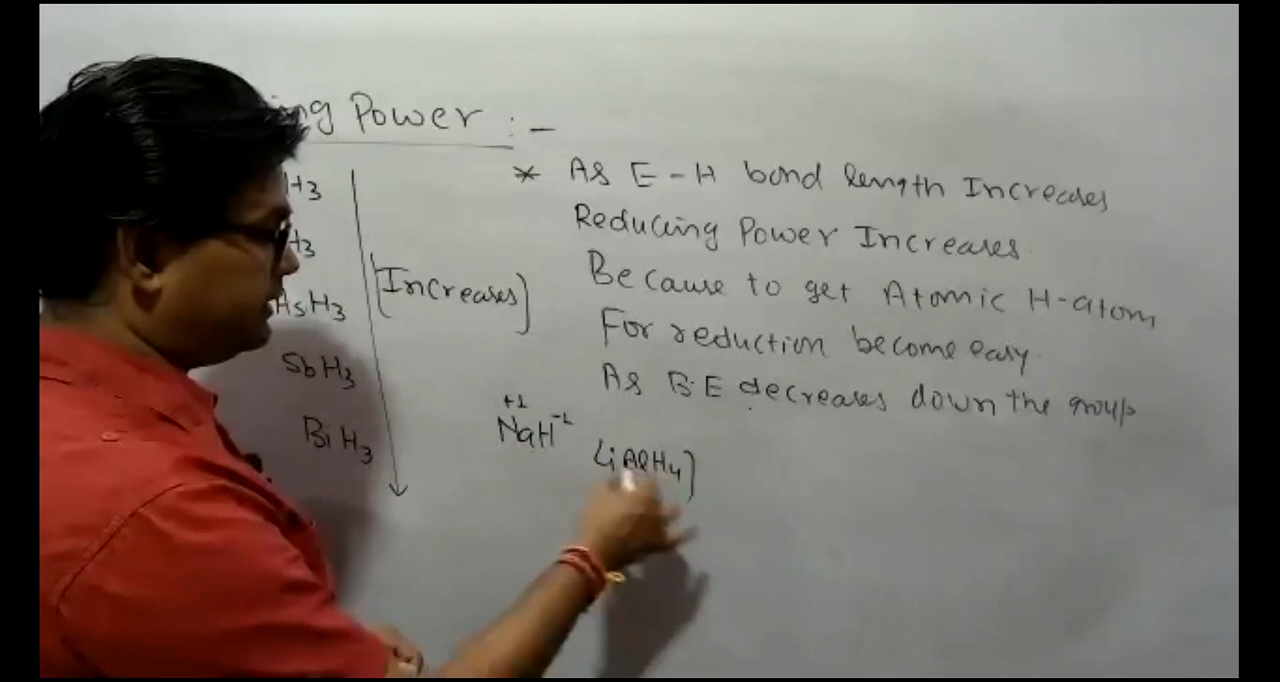 ng Power :-
H3
H3
AsH3
SbH3
BiH3
[Increases]
* As E-H bond length Increases
Reducing Power Increases.
Because to get Atomic H-atom
For reduction become easy.
As B.E decreases down the group
+1 -1
NaH
LiAlH4]